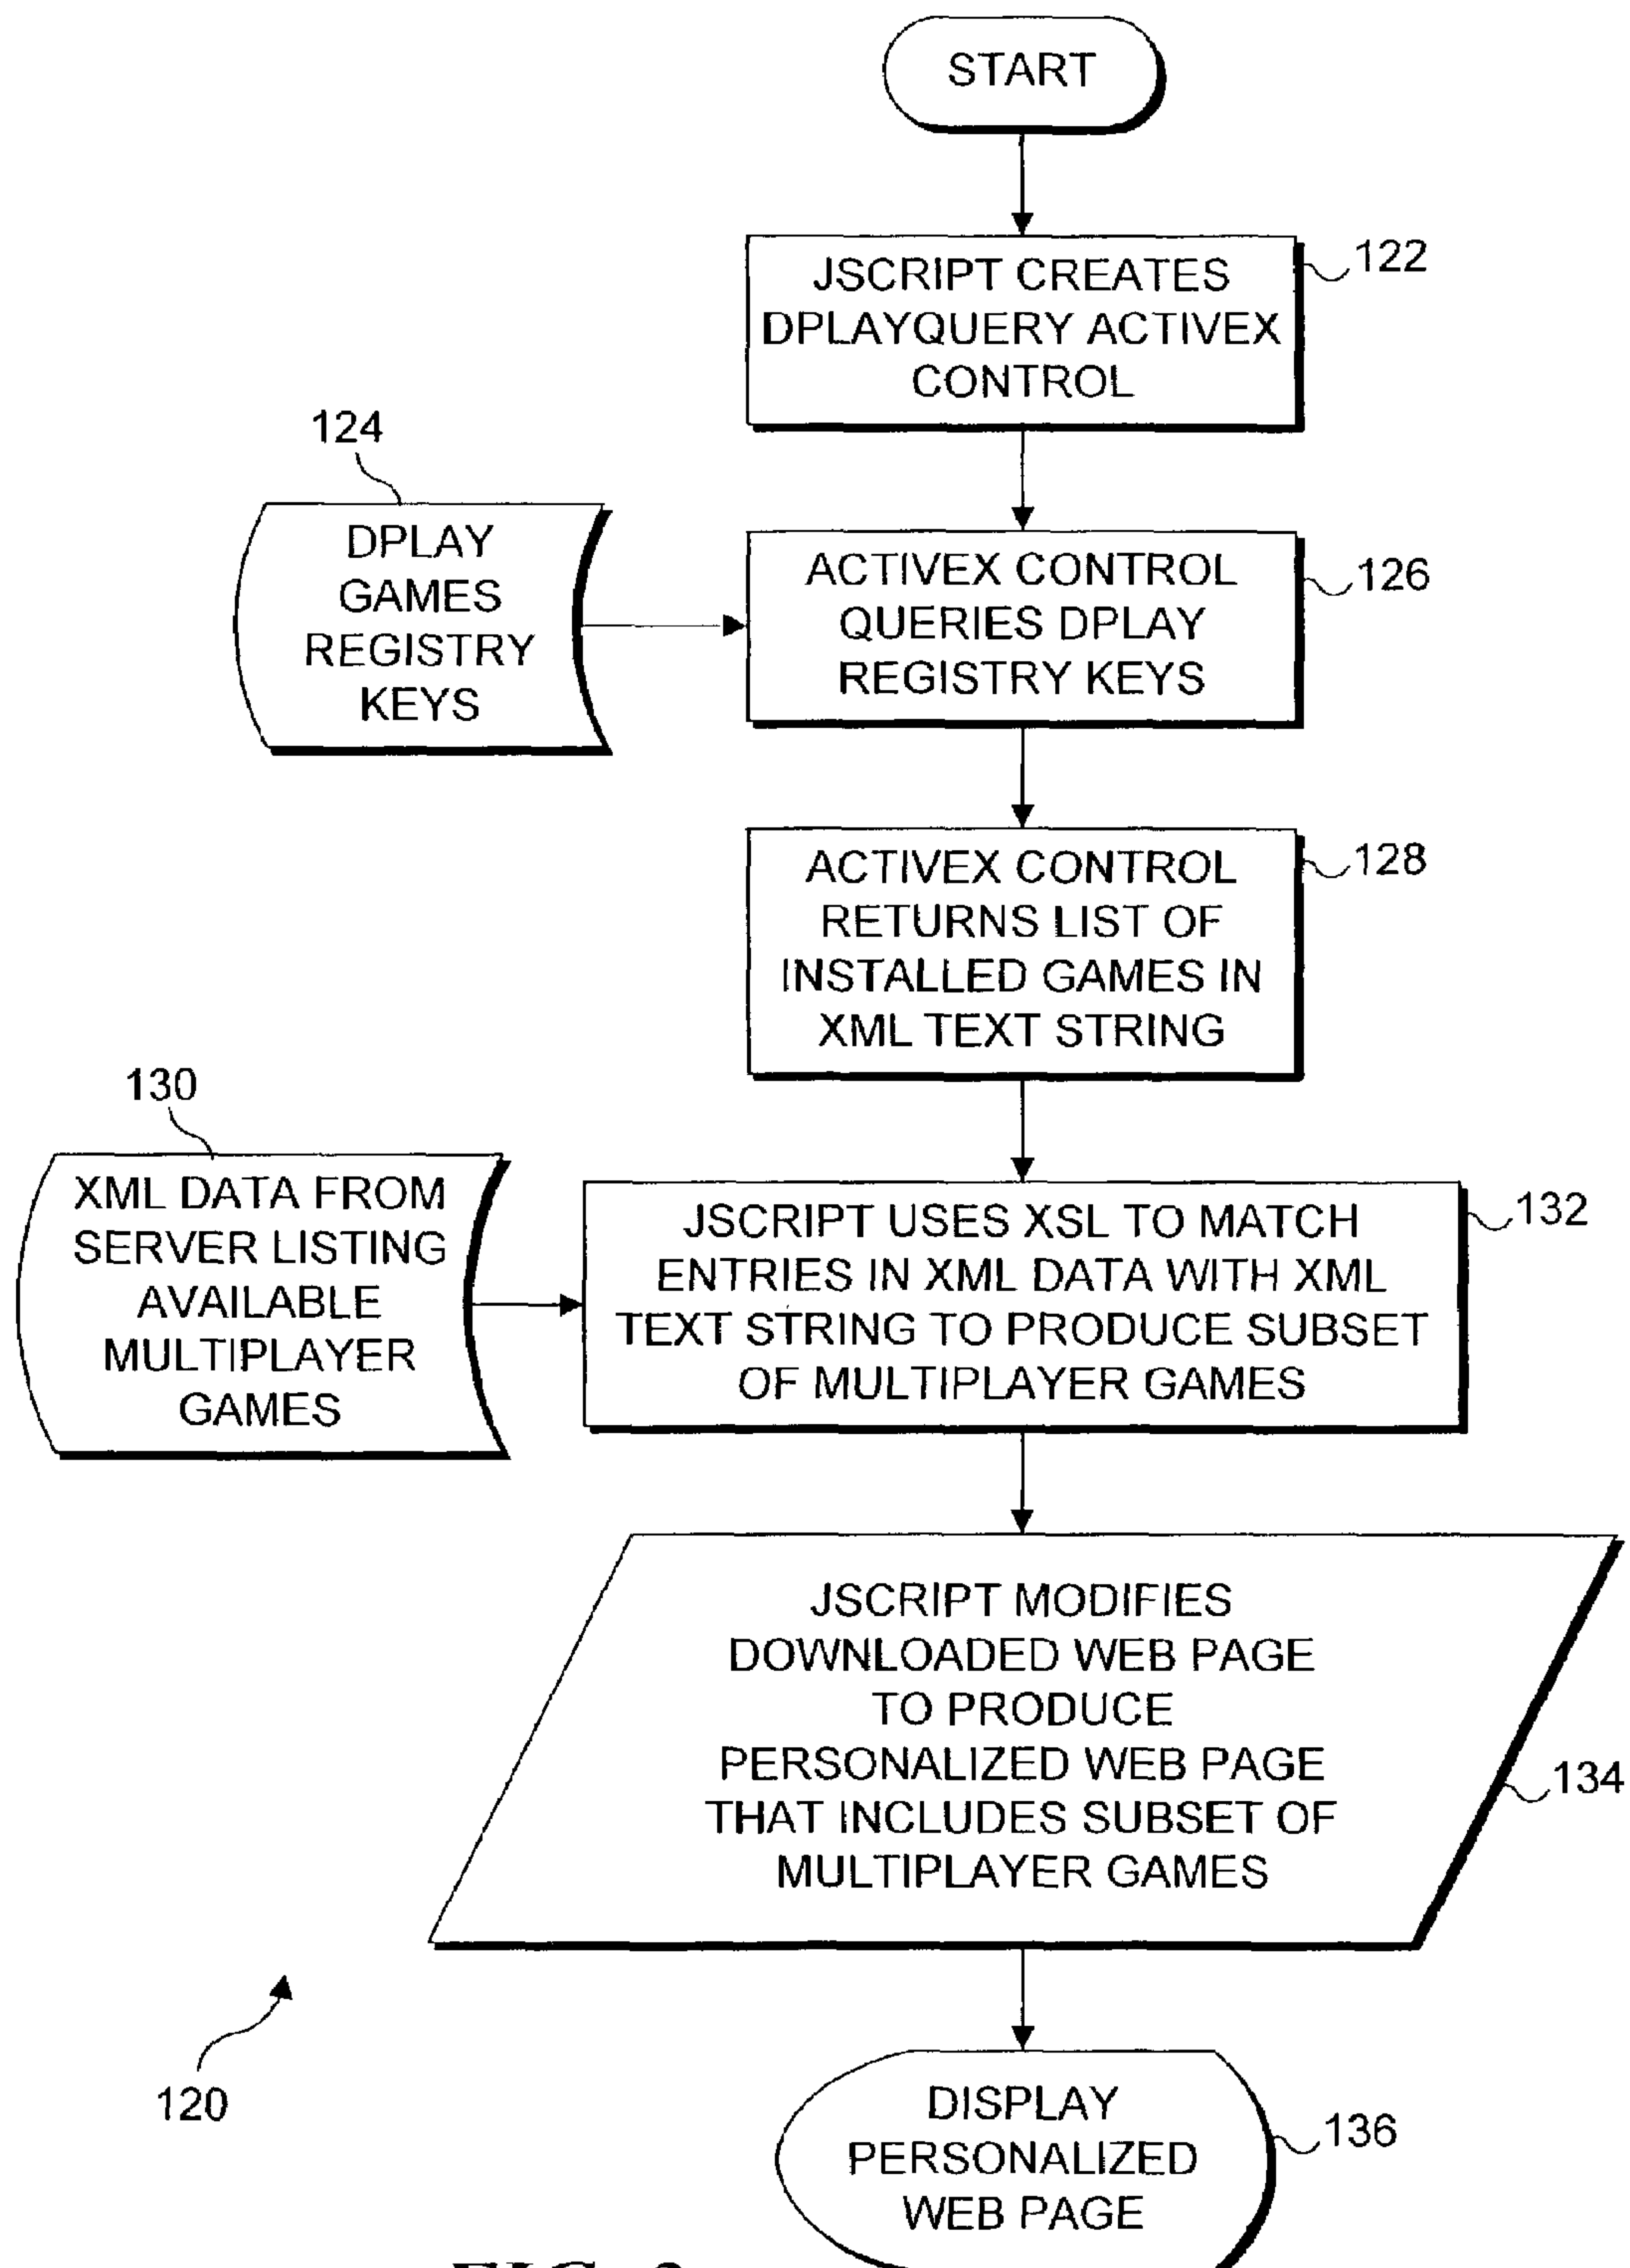 START
JSCRIPT CREATES
DPLAYQUERY ACTIVEX
CONTROL
122
124
DPLAY
GAMES
REGISTRY
KEYS
ACTIVEX CONTROL
QUERIES DPLAY
REGISTRY KEYS
126
ACTIVEX CONTROL
RETURNS LIST OF
INSTALLED GAMES IN
XML TEXT STRING
128
130
XML DATA FROM
SERVER LISTING
AVAILABLE
MULTIPLAYER
GAMES
JSCRIPT USES XSL TO MATCH
ENTRIES IN XML DATA WITH XML
TEXT STRING TO PRODUCE SUBSET
OF MULTIPLAYER GAMES
132
JSCRIPT MODIFIES
DOWNLOADED WEB PAGE
TO PRODUCE
PERSONALIZED WEB PAGE
THAT INCLUDES SUBSET OF
MULTIPLAYER GAMES
134
120
DISPLAY
PERSONALIZED
WEB PAGE
136